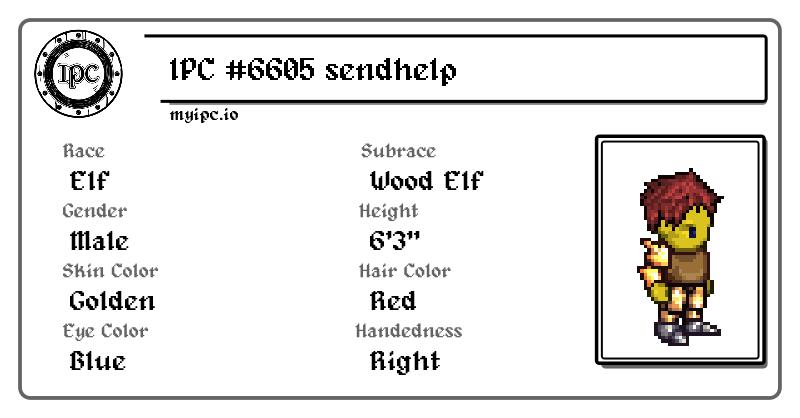 IPC
IPC #6605 sendhelp
myipc.io
Race
Elf
Subrace
Wood Elf
Gender
Male
Height
6'3"
Skin Color
Golden
Hair Color
Red
Eye Color
Blue
Handedness
Right